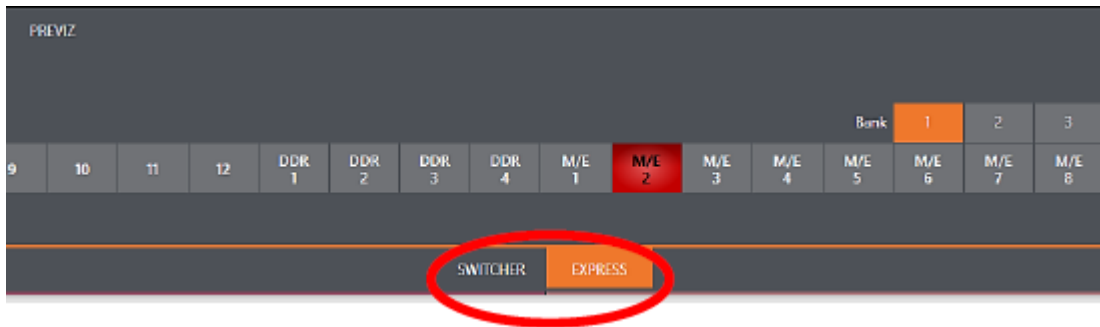 PREVIZ
Bank 1 2 3
9 10 11 12 DDR 1 DDR 2 DDR 3 DDR 4 M/E 1 M/E 2 M/E 3 M/E 4 M/E 5 M/E 6 M/E 7 M/E 8
SWITCHER EXPRESS